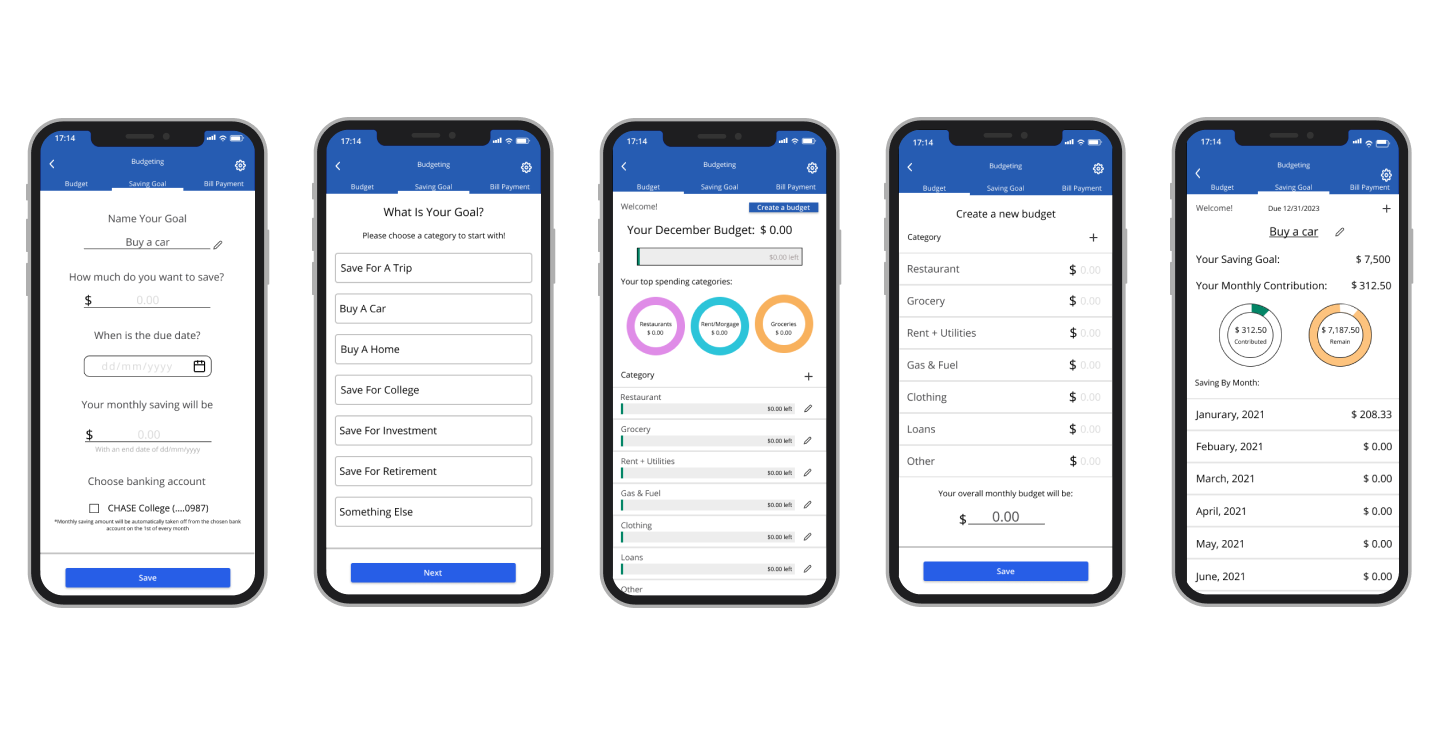 17:14
Budgeting
Budget Saving Goal Bill Payment
Name Your Goal
Buy a car
How much do you want to save?
$ 0.00
When is the due date?
dd/mm/yyyy
Your monthly saving will be
$ 0.00
With an end date of dd/mm/yyyy
Choose banking account
CHASE College (....0987)
*Monthly saving amount will be automatically taken off from the chosen bank
account on the 1st of every month
Save
17:14
Budgeting
Budget Saving Goal Bill Payment
What Is Your Goal?
Please choose a category to start with!
Save For A Trip
Buy A Car
Buy A Home
Save For College
Save For Investment
Save For Retirement
Something Else
Next
17:14
Budgeting
Budget Saving Goal Bill Payment
Welcome! Create a budget
Your December Budget: $ 0.00
$0.00 left
Your top spending categories:
Restaurants
$ 0.00
Rent/Morgage
$ 0.00
Groceries
$ 0.00
Category +
Restaurant
$0.00 left
Grocery
$0.00 left
Rent + Utilities
$0.00 left
Gas & Fuel
$0.00 left
Clothing
$0.00 left
Loans
$0.00 left
Other
17:14
Budgeting
Budget Saving Goal Bill Payment
Create a new budget
Category +
Restaurant $ 0.00
Grocery $ 0.00
Rent + Utilities $ 0.00
Gas & Fuel $ 0.00
Clothing $ 0.00
Loans $ 0.00
Other $ 0.00
Your overall monthly budget will be:
$ 0.00
Save
17:14
Budgeting
Budget Saving Goal Bill Payment
Welcome! Due 12/31/2023 +
Buy a car
Your Saving Goal: $ 7,500
Your Monthly Contribution: $ 312.50
$ 312.50
Contributed
$ 7,187.50
Remain
Saving By Month:
Janurary, 2021 $ 208.33
Febuary, 2021 $ 0.00
March, 2021 $ 0.00
April, 2021 $ 0.00
May, 2021 $ 0.00
June, 2021 $ 0.00